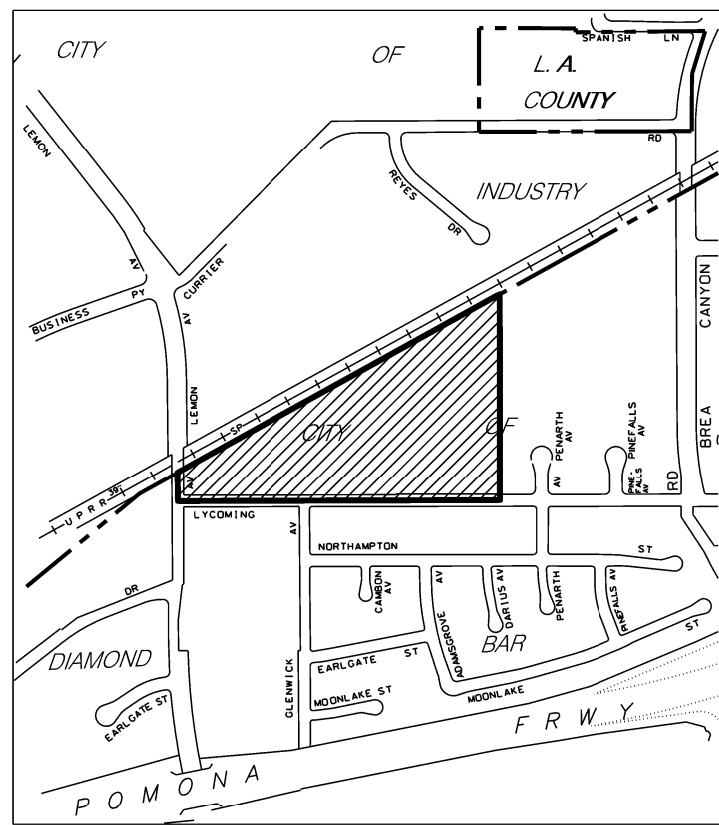 CITY OF
SPANISH LN
L. A.
COUNTY
LEMON
AV
RD
REYES
DR
INDUSTRY
CURRIER
AV
BUSINESS PY
CANYON
BREA
RD
LEMON
AV
SP
CITY OF
UPRR 39'
PENARTH
AV
AV
PINEFALLS
AV
PINE-
FALLS
AV
LYCOMING
AV
NORTHAMPTON
ST
DR
CAMBON
AV
AV
DARIUS AV
PENARTH
PINEFALLS AV
ADAMSGROVE
BAR
ST
DIAMOND
EARLGATE ST
GLENWICK
MOONLAKE ST
MOONLAKE
EARLGATE ST
FRWY
POMONA